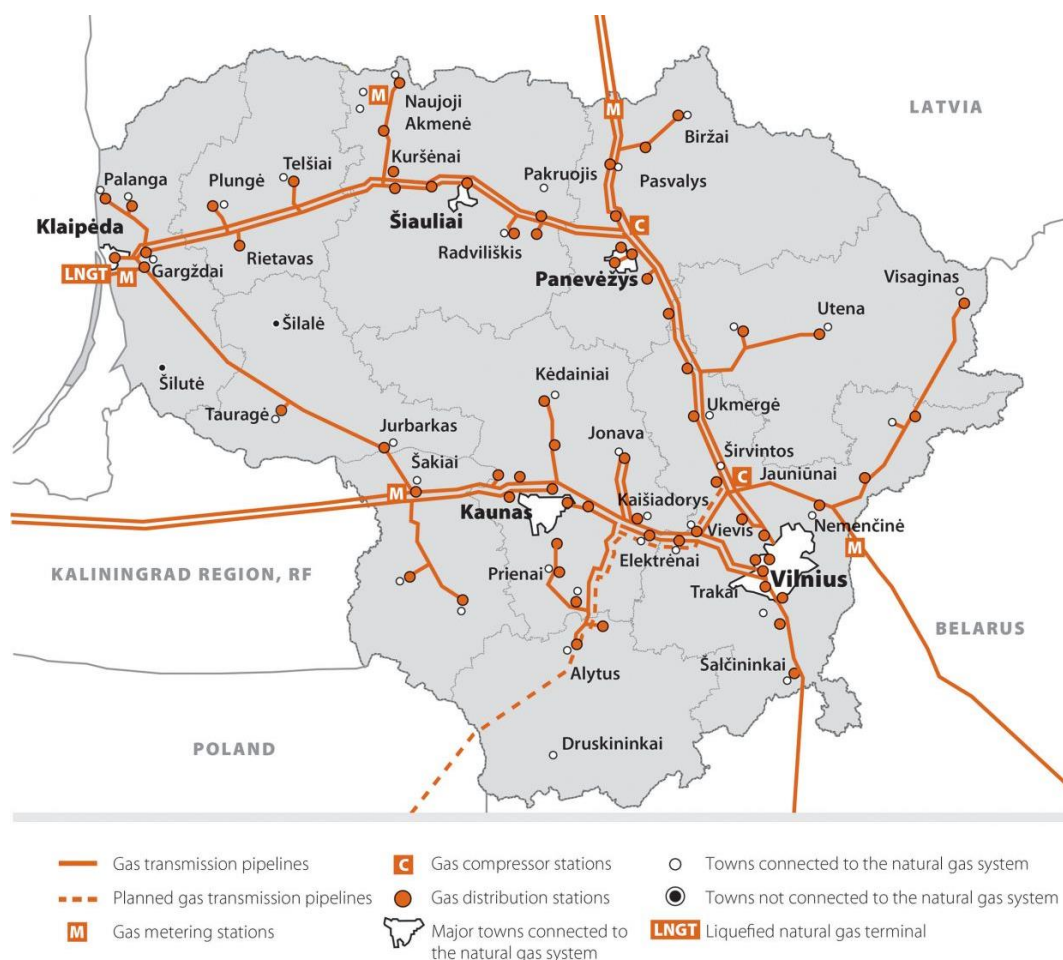 LATVIA
M
M
Naujoji
Akmenė
Biržai
Telšiai
Kuršėnai
Pakruojis
Pasvalys
Palanga
Plungė
Klaipėda
Šiauliai
C
Radviliškis
Rietavas
Gargždai
LNGT
M
Panevėžys
Visaginas
Šilalė
Utena
Šilutė
Kėdainiai
Tauragė
Ukmergė
Jurbarkas
Jonava
Širvintos
Šakiai
C
Jauniūnai
M
Kaišiadorys
Kaunas
Vievis
Nemenčinė
M
Elektrėnai
KALININGRAD REGION, RF
Prienai
Vilnius
Trakai
BELARUS
Alytus
Šalčininkai
POLAND
Druskininkai
Gas transmission pipelines
C
Gas compressor stations
Towns connected to the natural gas system
Planned gas transmission pipelines
Gas distribution stations
Towns not connected to the natural gas system
M
Gas metering stations
Major towns connected to
the natural gas system
LNGT
Liquefied natural gas terminal